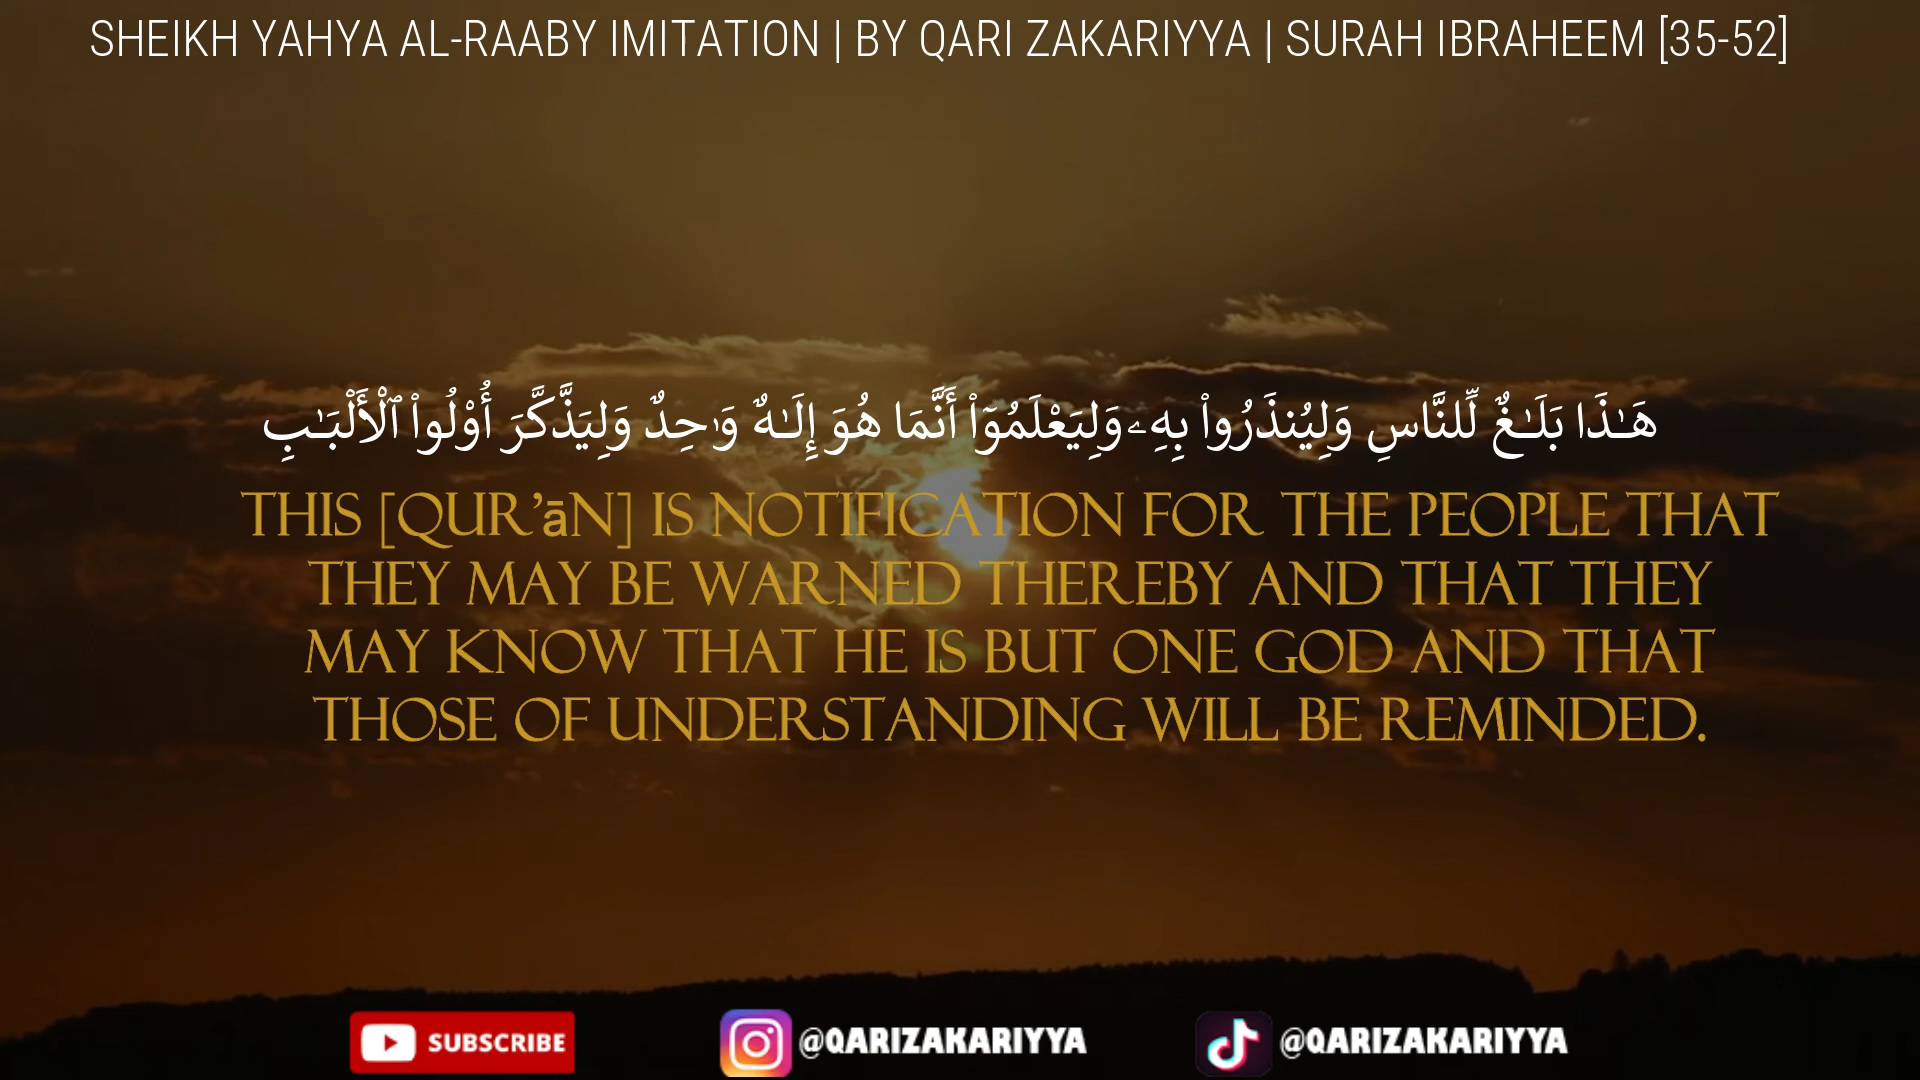 SHEIKH YAHYA AL-RAABY IMITATION | BY QARI ZAKARIYYA | SURAH IBRAHEEM [35-52]
هَـٰذَا بَلَـٰغٌ لِّلنَّاسِ وَلِيُنذَرُوا۟ بِهِۦ وَلِيَعْلَمُوٓا۟ أَنَّمَا هُوَ إِلَـٰهٌ وَٰحِدٌ وَلِيَذَّكَّرَ أُو۟لُوا۟ ٱلْأَلْبَـٰبِ
THIS [QUR’āN] IS NOTIFICATION FOR THE PEOPLE THAT
THEY MAY BE WARNED THEREBY AND THAT THEY
MAY KNOW THAT HE IS BUT ONE GOD AND THAT
THOSE OF UNDERSTANDING WILL BE REMINDED.
SUBSCRIBE @QARIZAKARIYYA @QARIZAKARIYYA